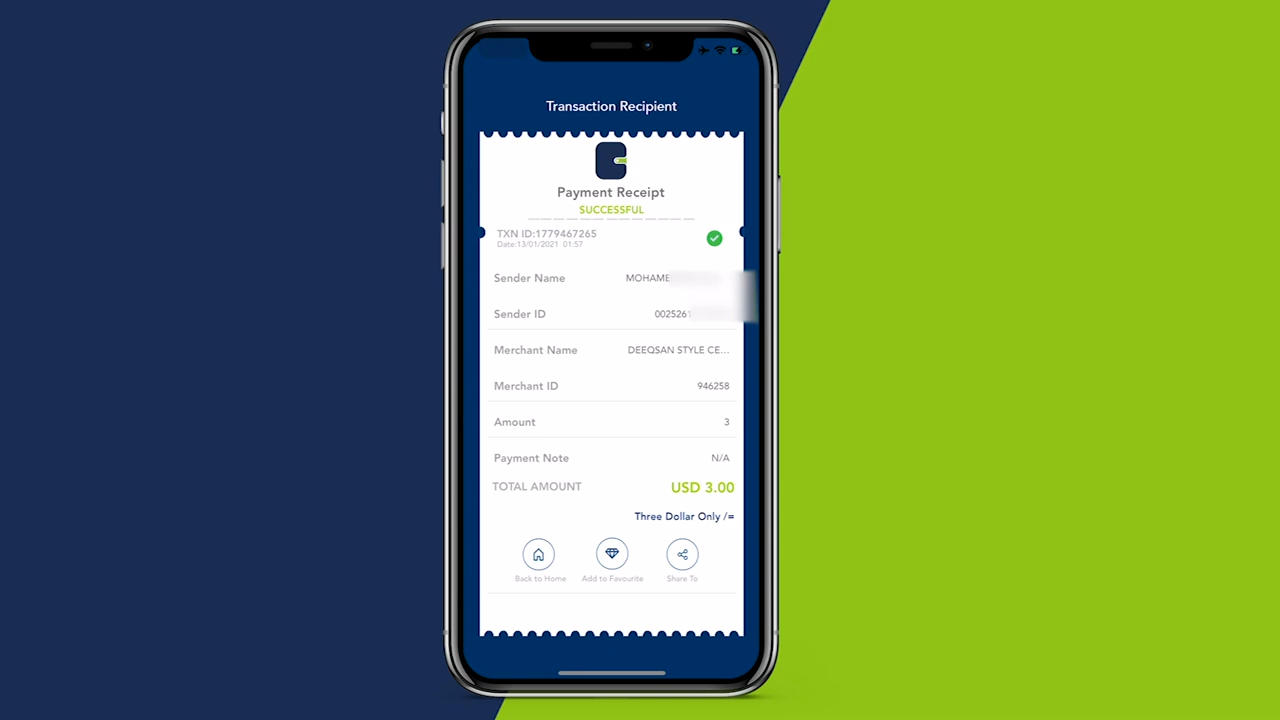 Transaction Recipient
Payment Receipt
SUCCESSFUL
TXN ID:1779467265
Date:13/01/2021 01:57
Sender Name MOHAME
Sender ID 0025261
Merchant Name DEEQSAN STYLE CE...
Merchant ID 946258
Amount 3
Payment Note N/A
TOTAL AMOUNT USD 3.00
Three Dollar Only /=
Back to Home Add to Favourite Share To